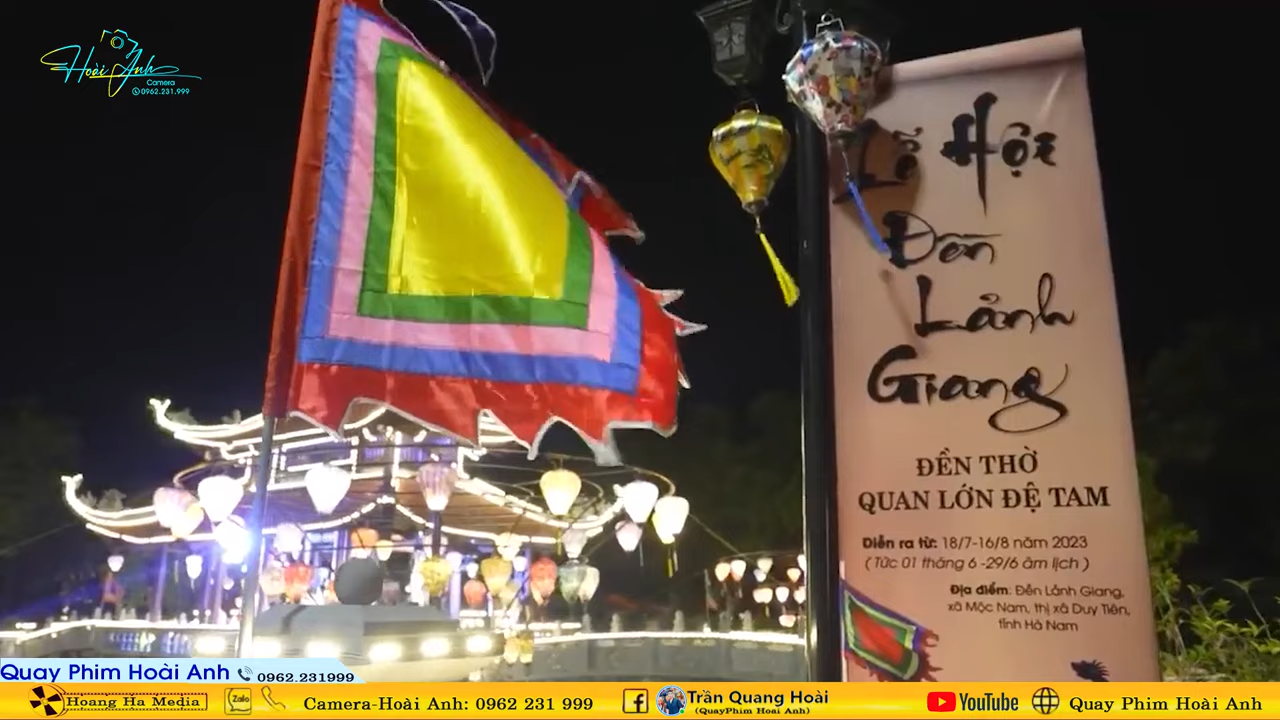 Hoài Anh
Camera
0962.231.999
Lễ Hội
Đền
Lảnh
Giang
ĐỀN THỜ
QUAN LỚN ĐỆ TAM
Diễn ra từ: 18/7-16/8 năm 2023
( Tức 01 tháng 6 -29/6 âm lịch )
Địa điểm: Đền Lảnh Giang,
xã Mộc Nam, thị xã Duy Tiên,
tỉnh Hà Nam
Quay Phim Hoài Anh 0962.231999
Hoang Ha Media Zalo Camera-Hoài Anh: 0962 231 999 Trần Quang Hoài YouTube Quay Phim Hoài Anh
(QuayPhim Hoai Anh)